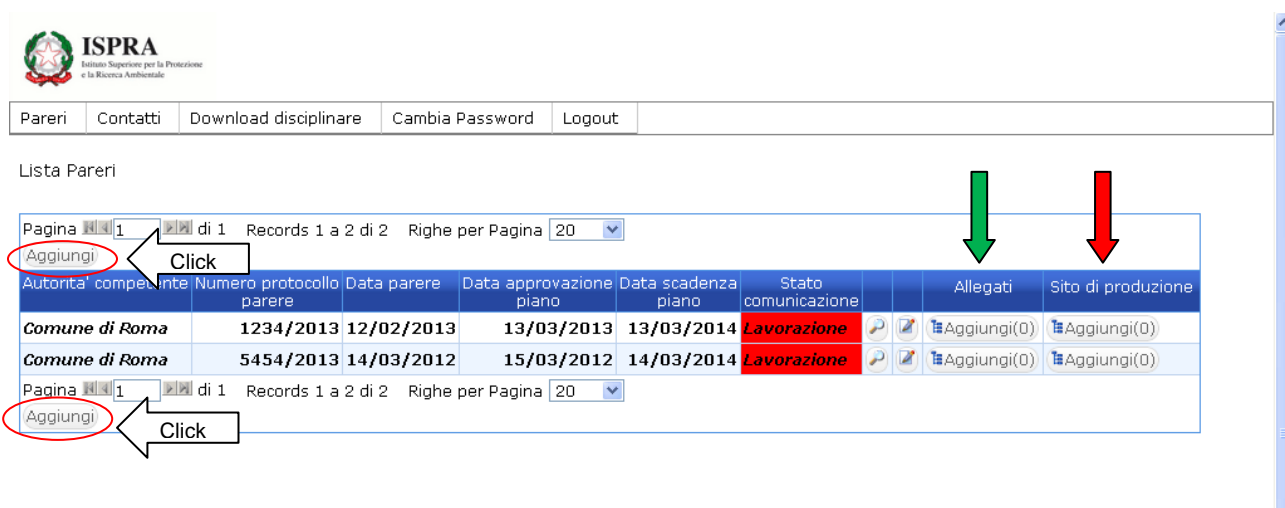 ISPRA
Istituto Superiore per la Protezione
e la Ricerca Ambientale
Pareri Contatti Download disciplinare Cambia Password Logout
Lista Pareri
Pagina 1 di 1 Records 1 a 2 di 2 Righe per Pagina 20
Aggiungi Click
Autorita' competente Numero protocollo parere Data parere Data approvazione piano Data scadenza piano Stato comunicazione Allegati Sito di produzione
Comune di Roma 1234/2013 12/02/2013 13/03/2013 13/03/2014 Lavorazione Aggiungi(0) Aggiungi(0)
Comune di Roma 5454/2013 14/03/2012 15/03/2012 14/03/2014 Lavorazione Aggiungi(0) Aggiungi(0)
Pagina 1 di 1 Records 1 a 2 di 2 Righe per Pagina 20
Aggiungi Click